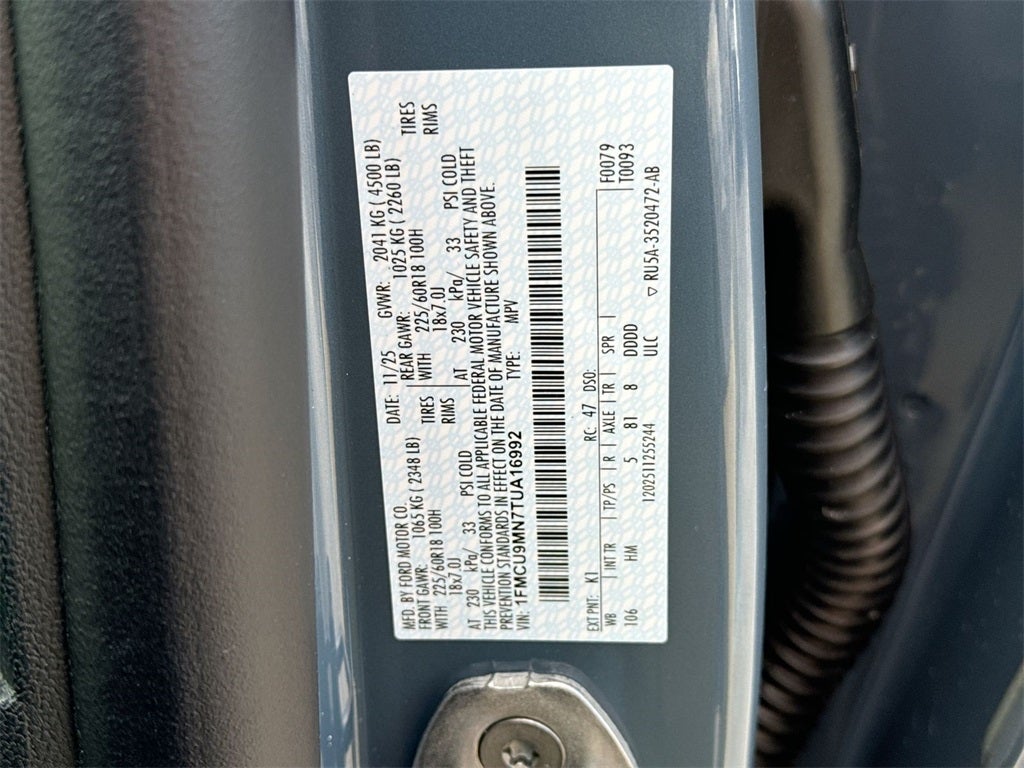 MFD. BY FORD MOTOR CO.   DATE: 11/25   GVWR: 2041 KG ( 4500 LB)
FRONT GAWR: 1065 KG ( 2348 LB)   REAR GAWR: 1025 KG ( 2260 LB)
WITH 225/60R18 100H TIRES   WITH 225/60R18 100H TIRES
18x7.0J RIMS   18x7.0J RIMS
AT 230 kPa/ 33 PSI COLD   AT 230 kPa/ 33 PSI COLD
THIS VEHICLE CONFORMS TO ALL APPLICABLE FEDERAL MOTOR VEHICLE SAFETY AND THEFT
PREVENTION STANDARDS IN EFFECT ON THE DATE OF MANUFACTURE SHOWN ABOVE.
VIN: 1FMCU9MN7TUA16992   TYPE: MPV
EXT PNT: K1   RC: 47 DSO:   F0079
WB | INT TR | TP/PS | R | AXLE | TR | SPR | T0093
106 HM 5 81 8 DDDD
1202511255244 ULC
▽ RU5A-3520472-AB